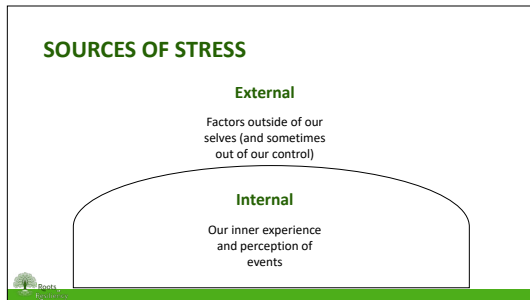 SOURCES OF STRESS
External
Factors outside of our
selves (and sometimes
out of our control)
Internal
Our inner experience
and perception of
events
Roots